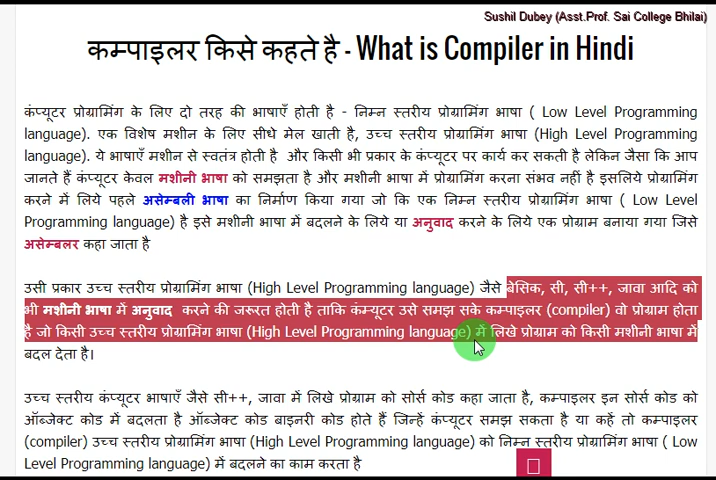 Sushil Dubey (Asst.Prof. Sai College Bhilai)
कम्पाइलर किसे कहते है - What is Compiler in Hindi
कंप्यूटर प्रोग्रामिंग के लिए दो तरह की भाषाएँ होती है - निम्न स्तरीय प्रोग्रामिंग भाषा ( Low Level Programming
language). एक विशेष मशीन के लिए सीधे मेल खाती है, उच्च स्तरीय प्रोग्रामिंग भाषा (High Level Programming
language). ये भाषाएँ मशीन से स्वतंत्र होती है और किसी भी प्रकार के कंप्यूटर पर कार्य कर सकती है लेकिन जैसा कि आप
जानते हैं कंप्यूटर केवल मशीनी भाषा को समझता है और मशीनी भाषा में प्रोग्रामिंग करना संभव नहीं है इसलिये प्रोग्रामिंग
करने में लिये पहले असेम्बली भाषा का निर्माण किया गया जो कि एक निम्न स्तरीय प्रोग्रामिंग भाषा ( Low Level
Programming language) है इसे मशीनी भाषा में बदलने के लिये या अनुवाद करने के लिये एक प्रोग्राम बनाया गया जिसे
असेम्बलर कहा जाता है
उसी प्रकार उच्च स्तरीय प्रोग्रामिंग भाषा (High Level Programming language) जैसे बेसिक, सी, सी++, जावा आदि को
भी मशीनी भाषा में अनुवाद करने की जरूरत होती है ताकि कंम्प्यूटर उसे समझ सके कम्पाइलर (compiler) वो प्रोग्राम होता
है जो किसी उच्च स्तरीय प्रोग्रामिंग भाषा (High Level Programming language) में लिखे प्रोग्राम को किसी मशीनी भाषा में
बदल देता है।
उच्च स्तरीय कंप्यूटर भाषाएँ जैसे सी++, जावा में लिखे प्रोग्राम को सोर्स कोड कहा जाता है, कम्पाइलर इन सोर्स कोड को
ऑब्जेक्ट कोड में बदलता है ऑब्जेक्ट कोड बाइनरी कोड होते हैं जिन्हें कंप्यूटर समझ सकता है या कहें तो कम्पाइलर
(compiler) उच्च स्तरीय प्रोग्रामिंग भाषा (High Level Programming language) को निम्न स्तरीय प्रोग्रामिंग भाषा ( Low
Level Programming language) में बदलने का काम करता है